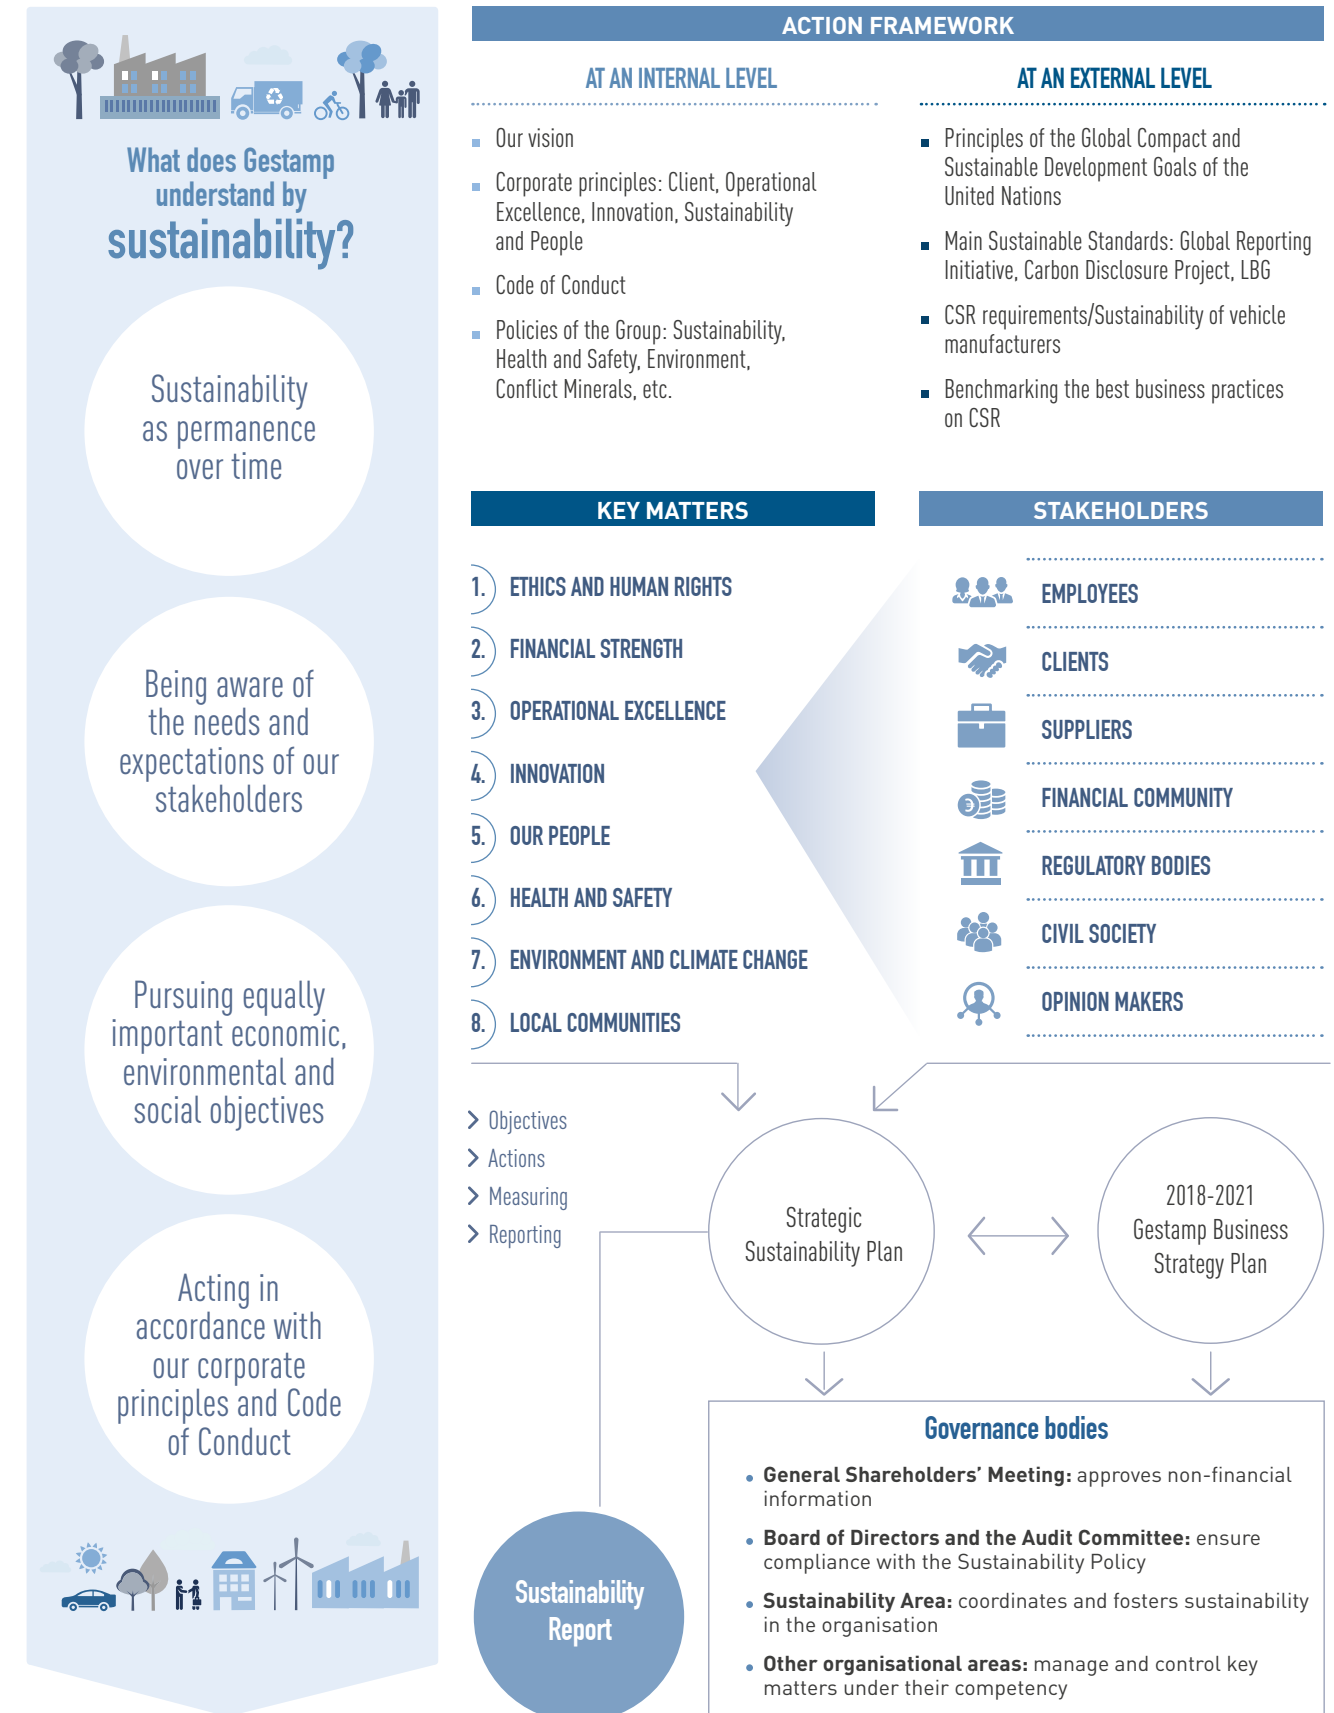 What does Gestamp
understand by
sustainability?
Sustainability
as permanence
over time
Being aware of
the needs and
expectations of our
stakeholders
Pursuing equally
important economic,
environmental and
social objectives
Acting in
accordance with
our corporate
principles and Code
of Conduct
ACTION FRAMEWORK
AT AN INTERNAL LEVEL
Our vision
Corporate principles: Client, Operational
Excellence, Innovation, Sustainability
and People
Code of Conduct
Policies of the Group: Sustainability,
Health and Safety, Environment,
Conflict Minerals, etc.
AT AN EXTERNAL LEVEL
Principles of the Global Compact and
Sustainable Development Goals of the
United Nations
Main Sustainable Standards: Global Reporting
Initiative, Carbon Disclosure Project, LBG
CSR requirements/Sustainability of vehicle
manufacturers
Benchmarking the best business practices
on CSR
KEY MATTERS
1. ETHICS AND HUMAN RIGHTS
2. FINANCIAL STRENGTH
3. OPERATIONAL EXCELLENCE
4. INNOVATION
5. OUR PEOPLE
6. HEALTH AND SAFETY
7. ENVIRONMENT AND CLIMATE CHANGE
8. LOCAL COMMUNITIES
STAKEHOLDERS
EMPLOYEES
CLIENTS
SUPPLIERS
FINANCIAL COMMUNITY
REGULATORY BODIES
CIVIL SOCIETY
OPINION MAKERS
Objectives
Actions
Measuring
Reporting
Strategic
Sustainability Plan
2018-2021
Gestamp Business
Strategy Plan
Sustainability
Report
Governance bodies
• General Shareholders’ Meeting: approves non-financial
information
• Board of Directors and the Audit Committee: ensure
compliance with the Sustainability Policy
• Sustainability Area: coordinates and fosters sustainability
in the organisation
• Other organisational areas: manage and control key
matters under their competency